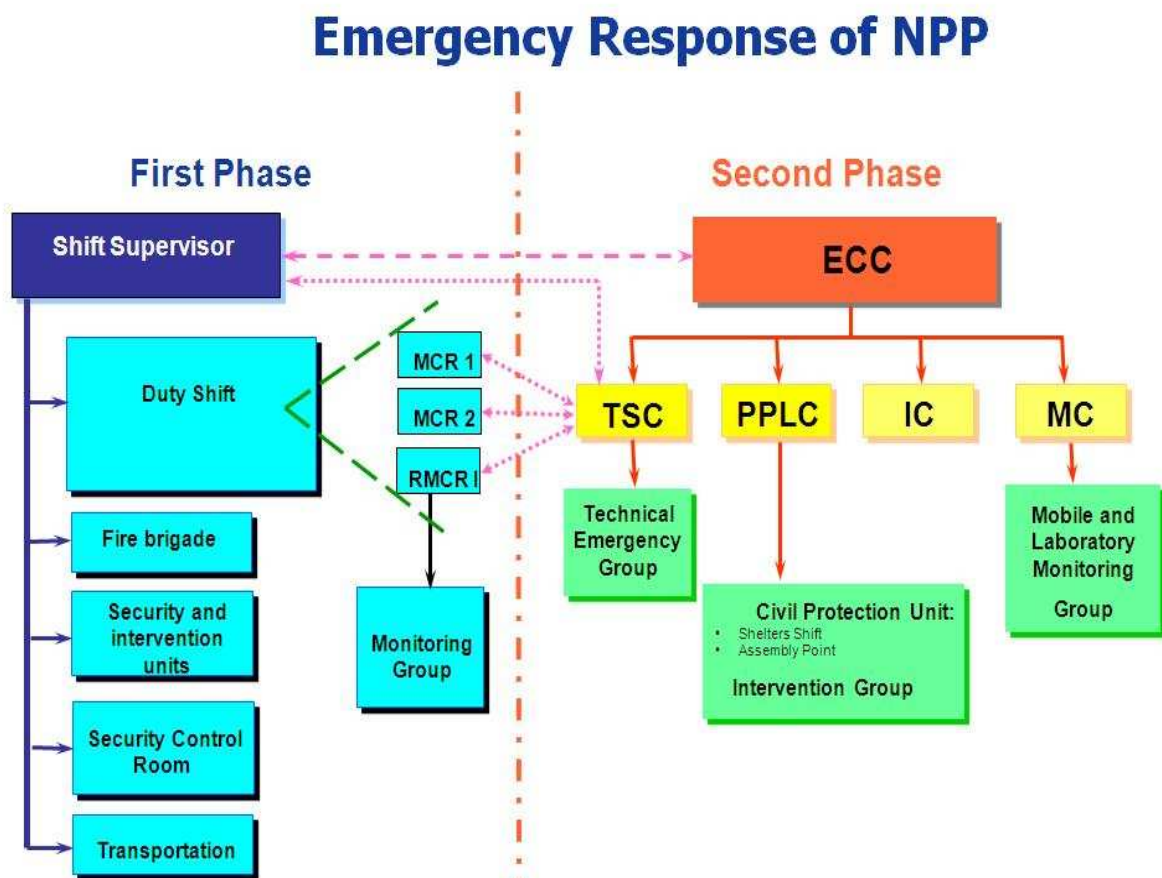 Emergency Response of NPP
First Phase
Second Phase
Shift Supervisor
ECC
Duty Shift
MCR 1
MCR 2
RMCR I
TSC
PPLC
IC
MC
Fire brigade
Security and
intervention
units
Security Control
Room
Transportation
Monitoring
Group
Technical
Emergency
Group
Civil Protection Unit:
• Shelters Shift
• Assembly Point
Intervention Group
Mobile and
Laboratory
Monitoring
Group